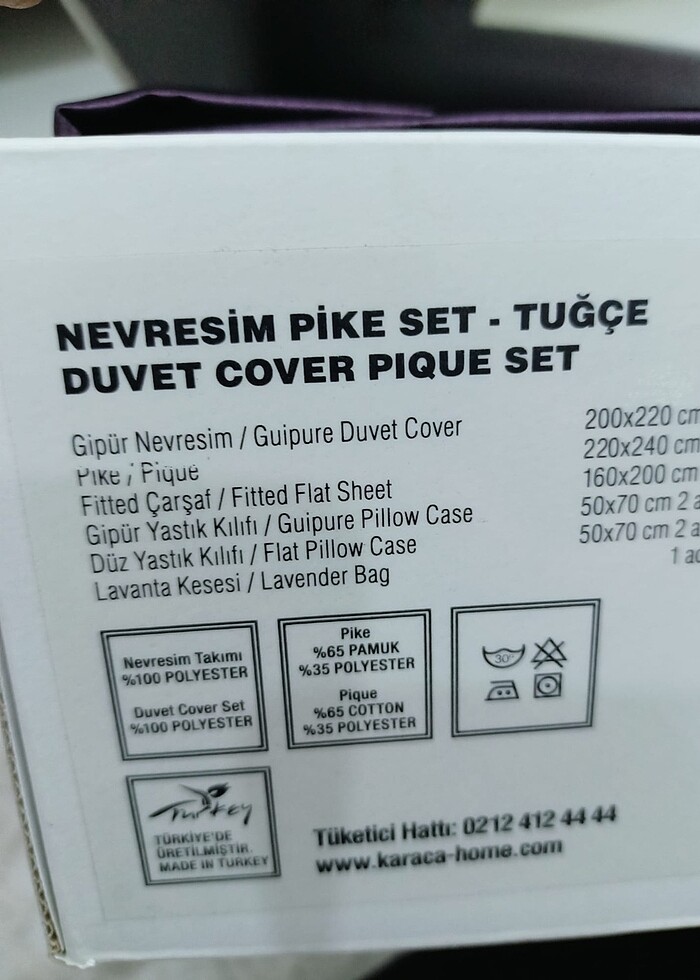 NEVRESİM PİKE SET - TUĞÇE
DUVET COVER PIQUE SET
Gipür Nevresim / Guipure Duvet Cover 200x220 cm
Pike / Pique 220x240 cm
Fitted Çarşaf / Fitted Flat Sheet 160x200 cm
Gipür Yastık Kılıfı / Guipure Pillow Case 50x70 cm 2 a
Düz Yastık Kılıfı / Flat Pillow Case 50x70 cm 2 a
Lavanta Kesesi / Lavender Bag 1 ad
Nevresim Takımı
%100 POLYESTER
Duvet Cover Set
%100 POLYESTER
Pike
%65 PAMUK
%35 POLYESTER
Pique
%65 COTTON
%35 POLYESTER
30°
Turkey
TÜRKİYE'DE
ÜRETİLMİŞTİR.
MADE IN TURKEY
Tüketici Hattı: 0212 412 44 44
www.karaca-home.com